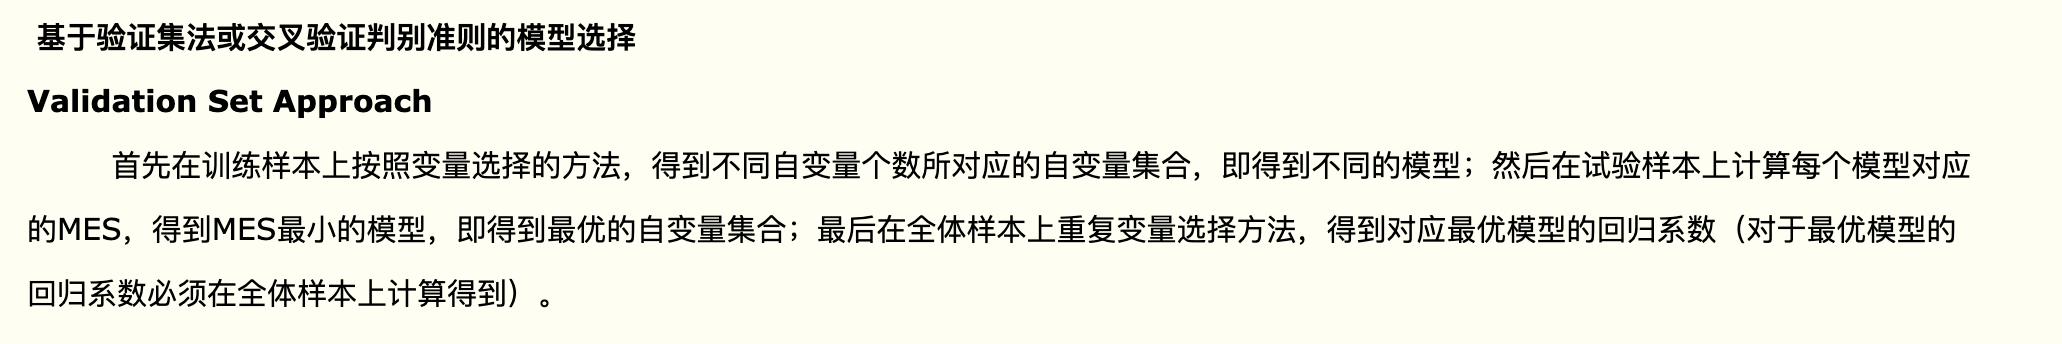 基于验证集法或交叉验证判别准则的模型选择
Validation Set Approach
首先在训练样本上按照变量选择的方法，得到不同自变量个数所对应的自变量集合，即得到不同的模型；然后在试验样本上计算每个模型对应
的MES，得到MES最小的模型，即得到最优的自变量集合；最后在全体样本上重复变量选择方法，得到对应最优模型的回归系数（对于最优模型的
回归系数必须在全体样本上计算得到）。